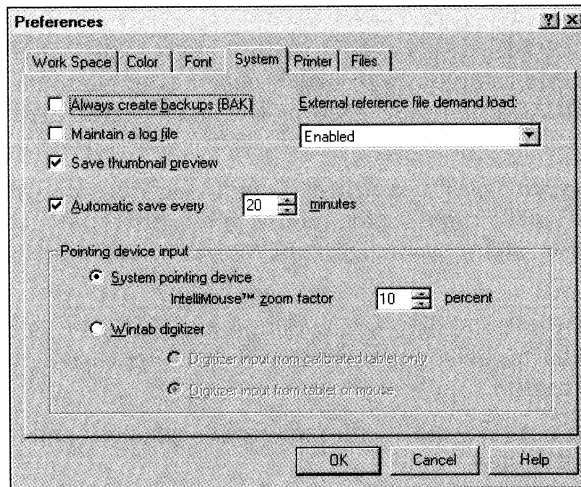 Preferences
Work Space Color Font System Printer Files
Always create backups (BAK)
External reference file demand load:
Maintain a log file
Enabled
Save thumbnail preview
Automatic save every 20 minutes
Pointing device input
System pointing device
IntelliMouse™ zoom factor 10 percent
Wintab digitizer
Digitizer input from calibrated tablet only
Digitizer input from tablet or mouse
OK Cancel Help